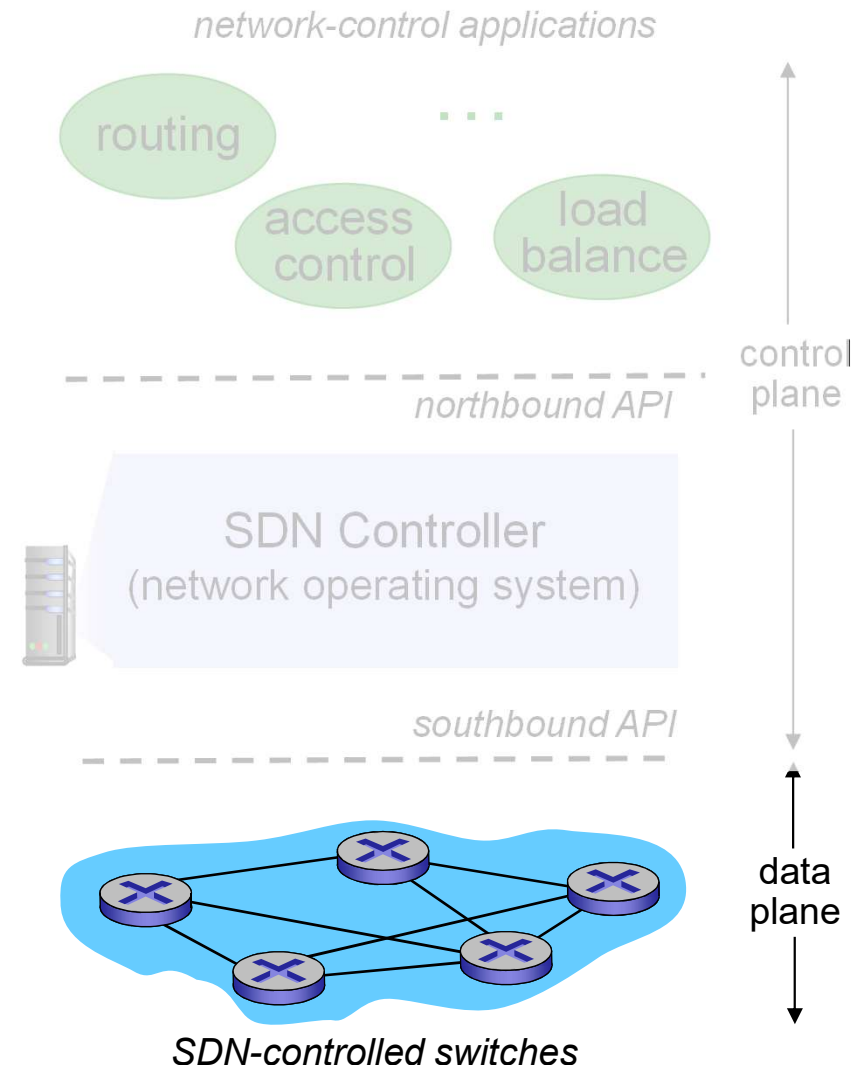 network-control applications
routing
. . .
access
control
load
balance
control
plane
northbound API
SDN Controller
(network operating system)
southbound API
data
plane
SDN-controlled switches